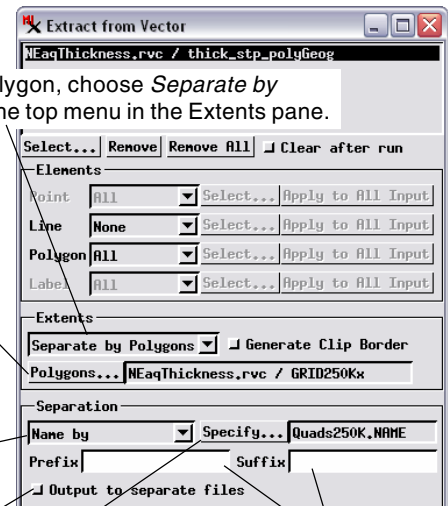 Extract from Vector
NEaqThickness.rvc / thick_stp_polyGeog
lygon, choose Separate by
ne top menu in the Extents pane.
Select... Remove Remove All Clear after run
Elements
Point All Select... Apply to All Input
Line None Select... Apply to All Input
Polygon All Select... Apply to All Input
Label All Select... Apply to All Input
Extents
Separate by Polygons Generate Clip Border
Polygons... NEaqThickness.rvc / GRID250Kx
Separation
Name by Specify... Quads250K.NAME
Prefix Suffix
Output to separate files